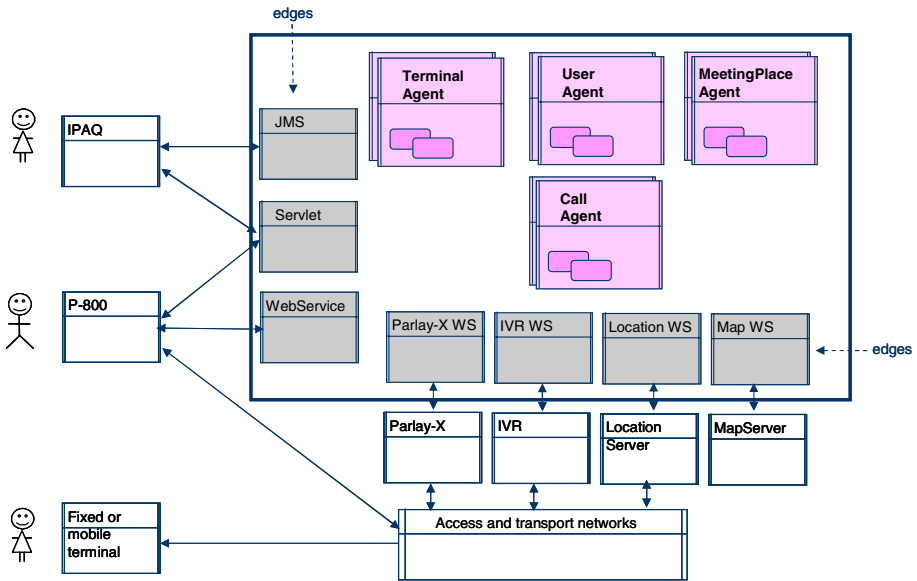 edges
Terminal
Agent
User
Agent
MeetingPlace
Agent
JMS
IPAQ
Call
Agent
Servlet
P-800
WebService
Parlay-X WS
IVR WS
Location WS
Map WS
edges
Parlay-X
IVR
Location
Server
MapServer
Fixed or
mobile
terminal
Access and transport networks